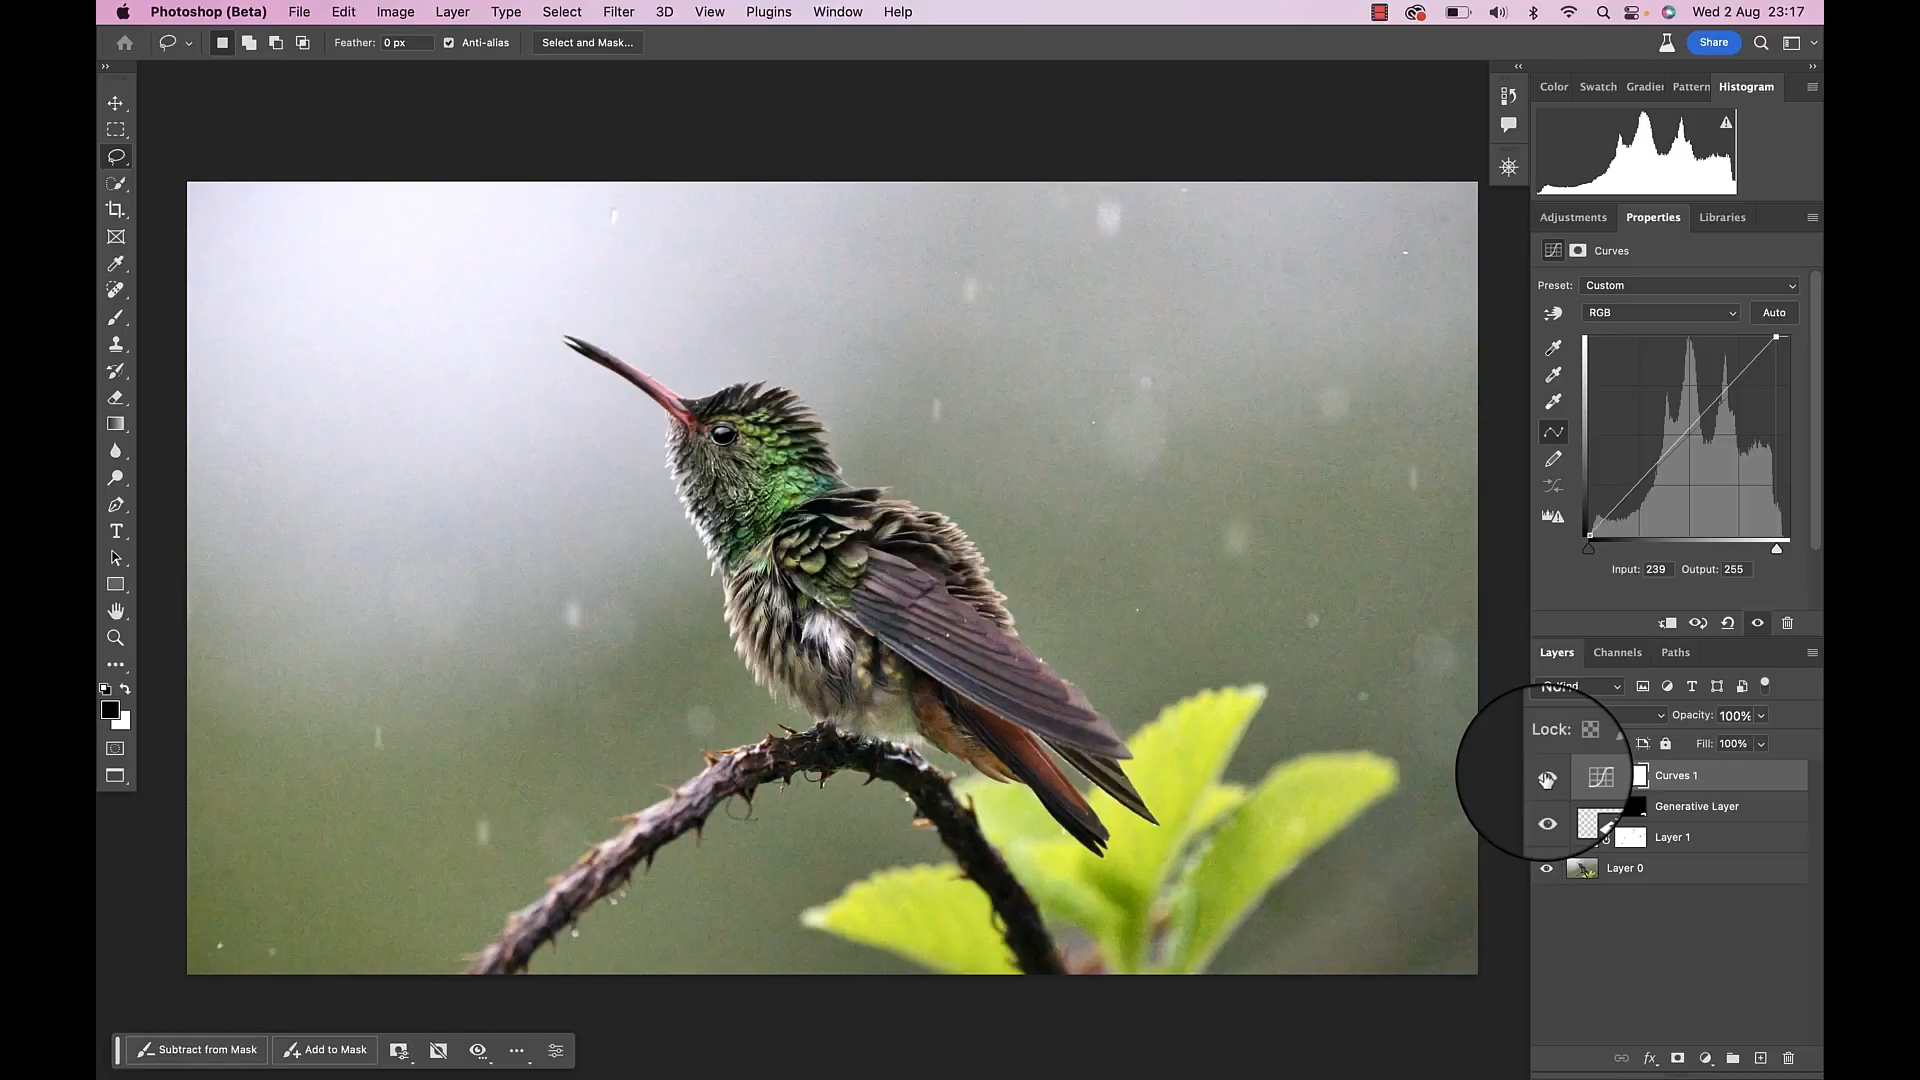 Photoshop (Beta) File Edit Image Layer Type Select Filter 3D View Plugins Window Help Wed 2 Aug 23:17
Feather: 0 px Anti-alias Select and Mask... Share
Color Swatch Gradier Pattern Histogram
Adjustments Properties Libraries
Curves
Preset: Custom
RGB Auto
Input: 239 Output: 255
Layers Channels Paths
Kind
Opacity: 100%
Lock: Fill: 100%
Curves 1
Generative Layer
Layer 1
Layer 0
fx
Subtract from Mask Add to Mask